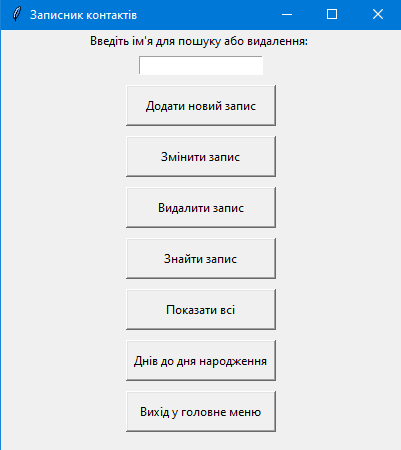 Записник контактів
Введіть ім'я для пошуку або видалення:
Додати новий запис
Змінити запис
Видалити запис
Знайти запис
Показати всі
Днів до дня народження
Вихід у головне меню